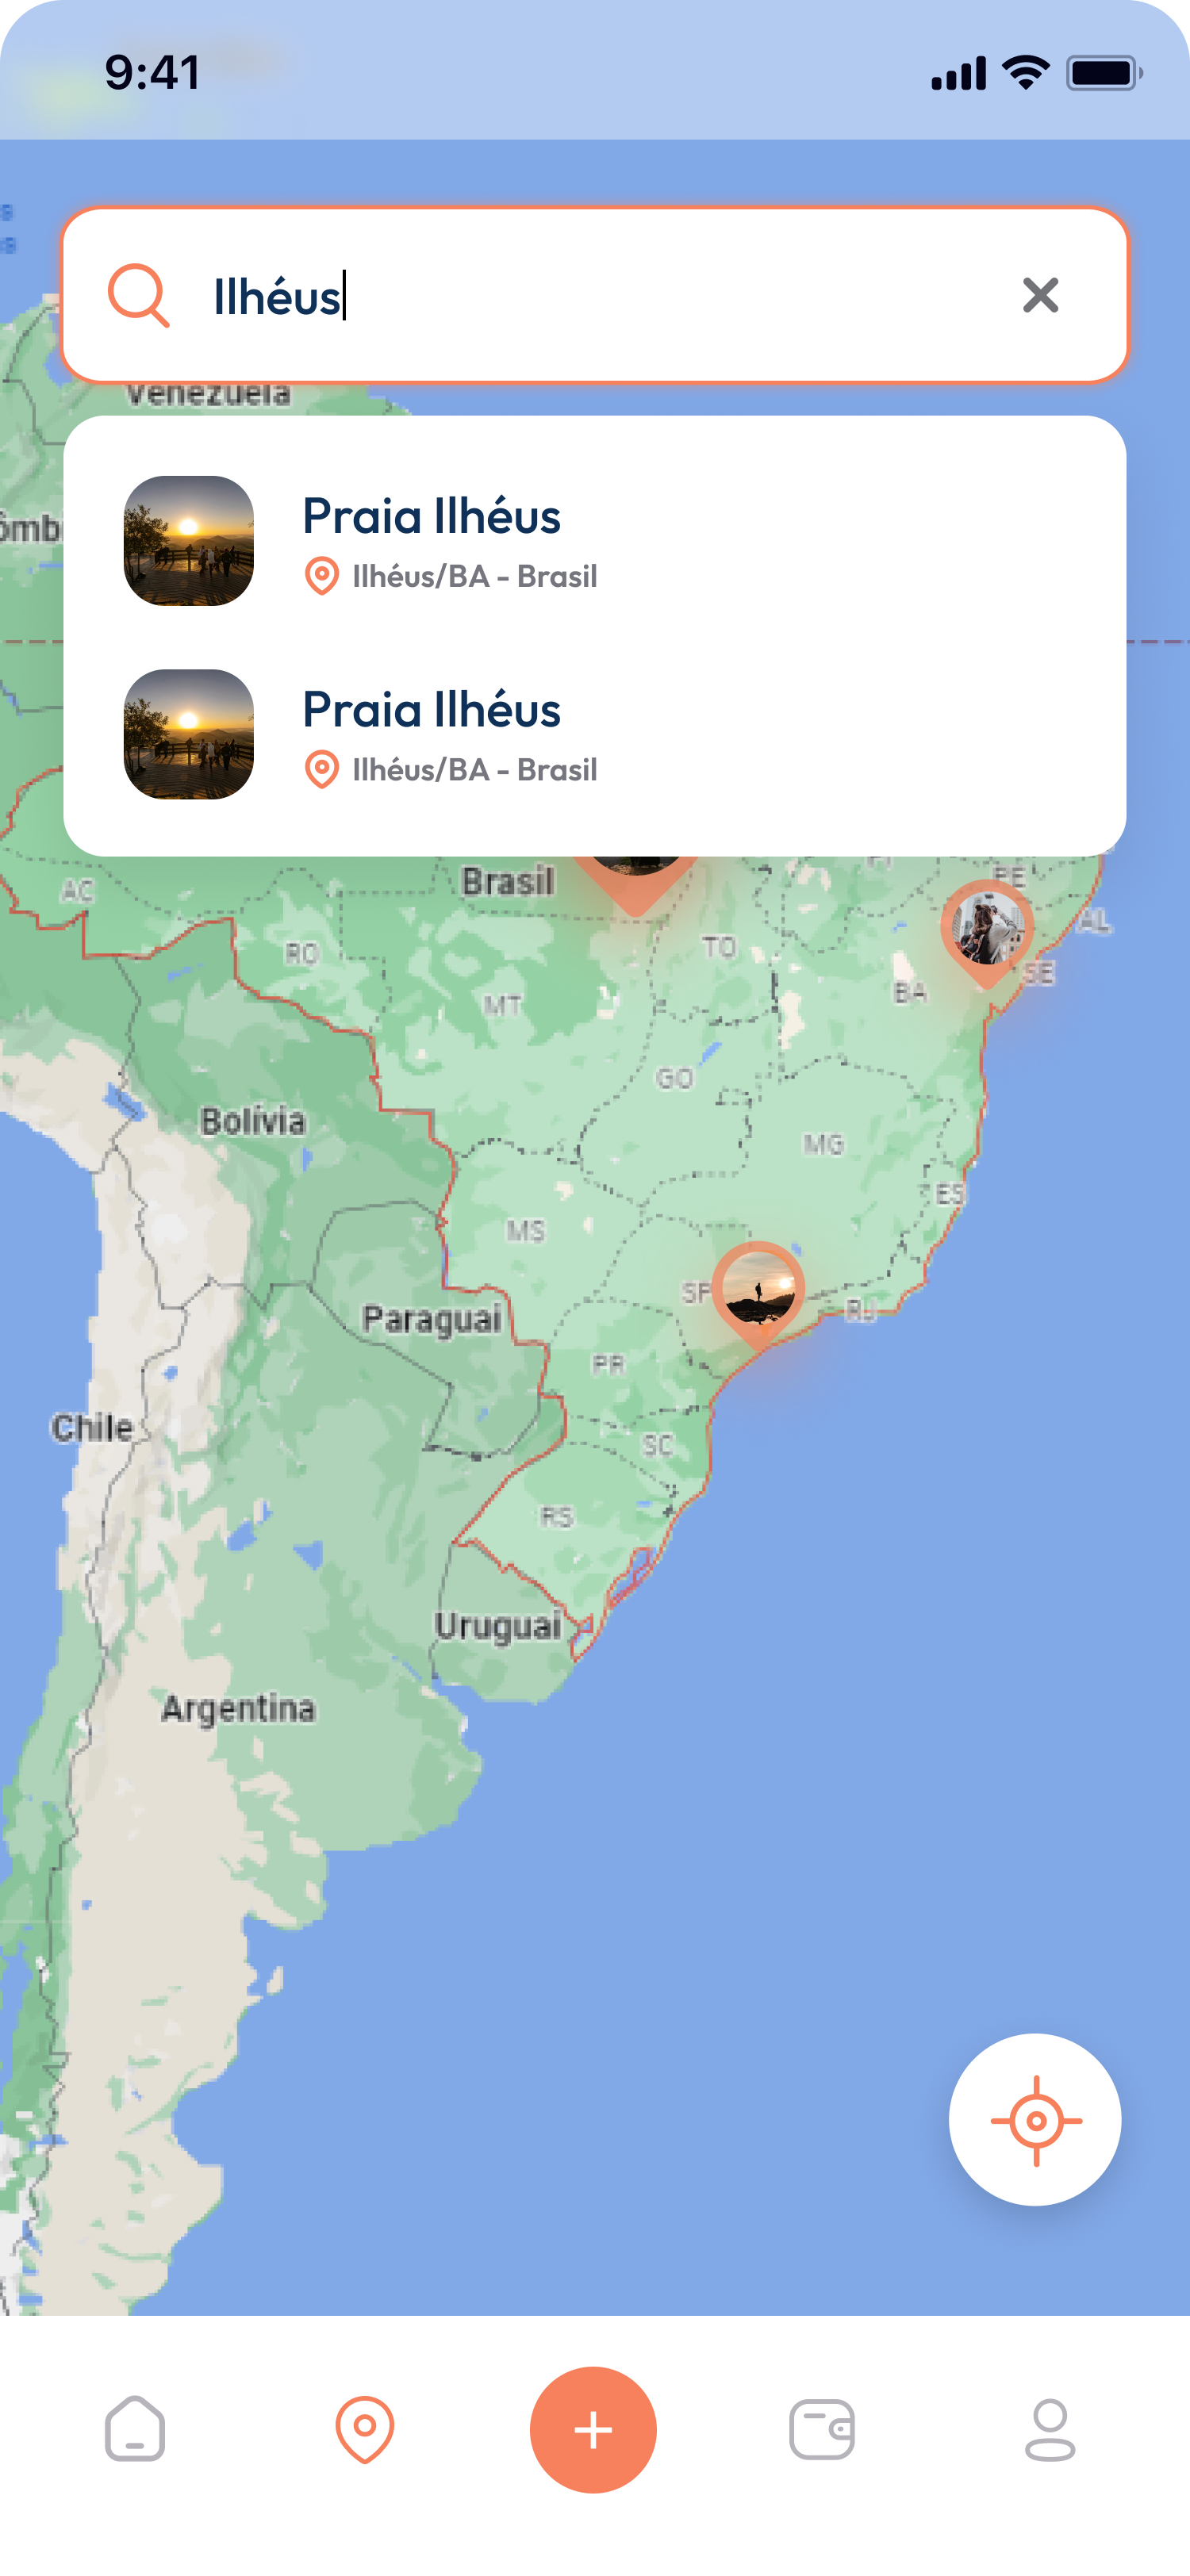 9:41
Ilhéus
Venezuela
Praia Ilhéus
Ilhéus/BA - Brasil
Praia Ilhéus
Ilhéus/BA - Brasil
Brasil
PE
AC
AL
TO
RO
SE
BA
MT
GO
Bolívia
MG
ES
MS
SP
RJ
Paraguai
PR
Chile
SC
RS
Uruguai
Argentina